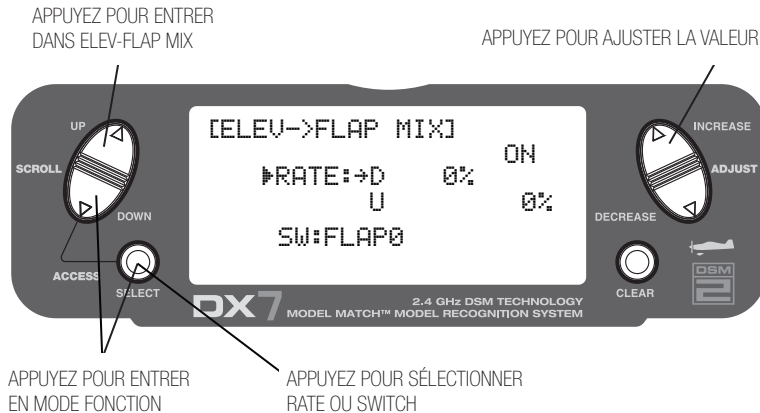 APPUYEZ POUR ENTRER
DANS ELEV-FLAP MIX
APPUYEZ POUR AJUSTER LA VALEUR
UP
SCROLL
DOWN
ACCESS
SELECT
[ELEV->FLAP MIX]
ON
RATE:→D 0%
U 0%
SW:FLAP0
INCREASE
ADJUST
DECREASE
CLEAR
DSM
2
DX7
2.4 GHz DSM TECHNOLOGY
MODEL MATCH™ MODEL RECOGNITION SYSTEM
APPUYEZ POUR ENTRER
EN MODE FONCTION
APPUYEZ POUR SÉLECTIONNER
RATE OU SWITCH